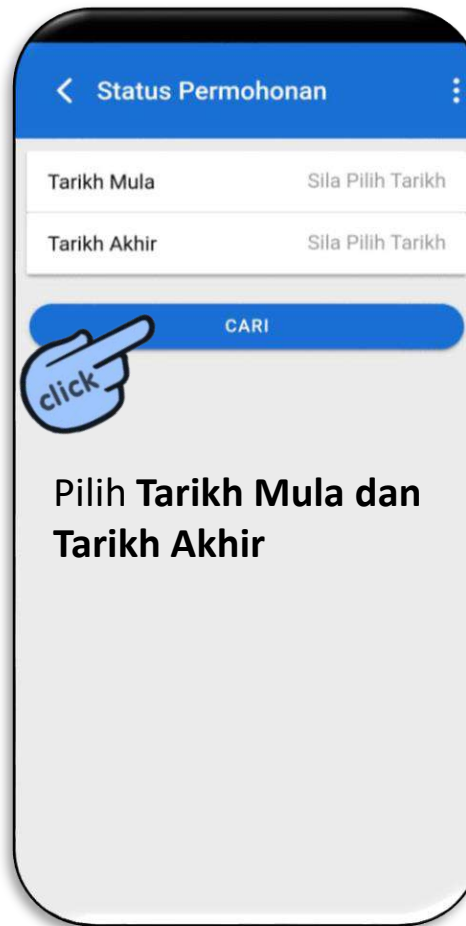 Status Permohonan
Tarikh Mula Sila Pilih Tarikh
Tarikh Akhir Sila Pilih Tarikh
CARI
click
Pilih Tarikh Mula dan
Tarikh Akhir